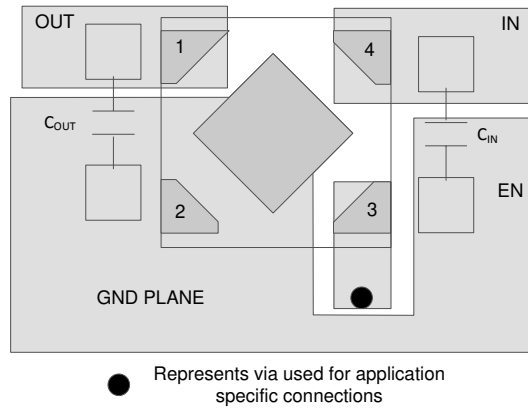 OUT
IN
1
4
COUT
CIN
2
3
EN
GND PLANE
Represents via used for application
specific connections